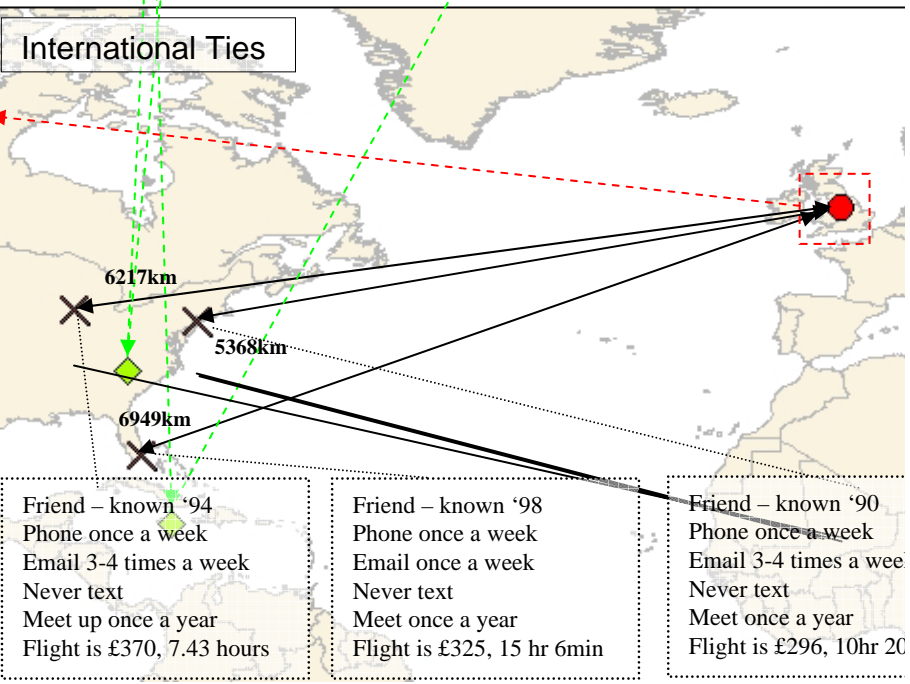 International Ties
6217km
5368km
6949km
Friend – known ‘94
Phone once a week
Email 3-4 times a week
Never text
Meet up once a year
Flight is £370, 7.43 hours
Friend – known ‘98
Phone once a week
Email once a week
Never text
Meet once a year
Flight is £325, 15 hr 6min
Friend – known ‘90
Phone once a week
Email 3-4 times a week
Never text
Meet once a year
Flight is £296, 10hr 20